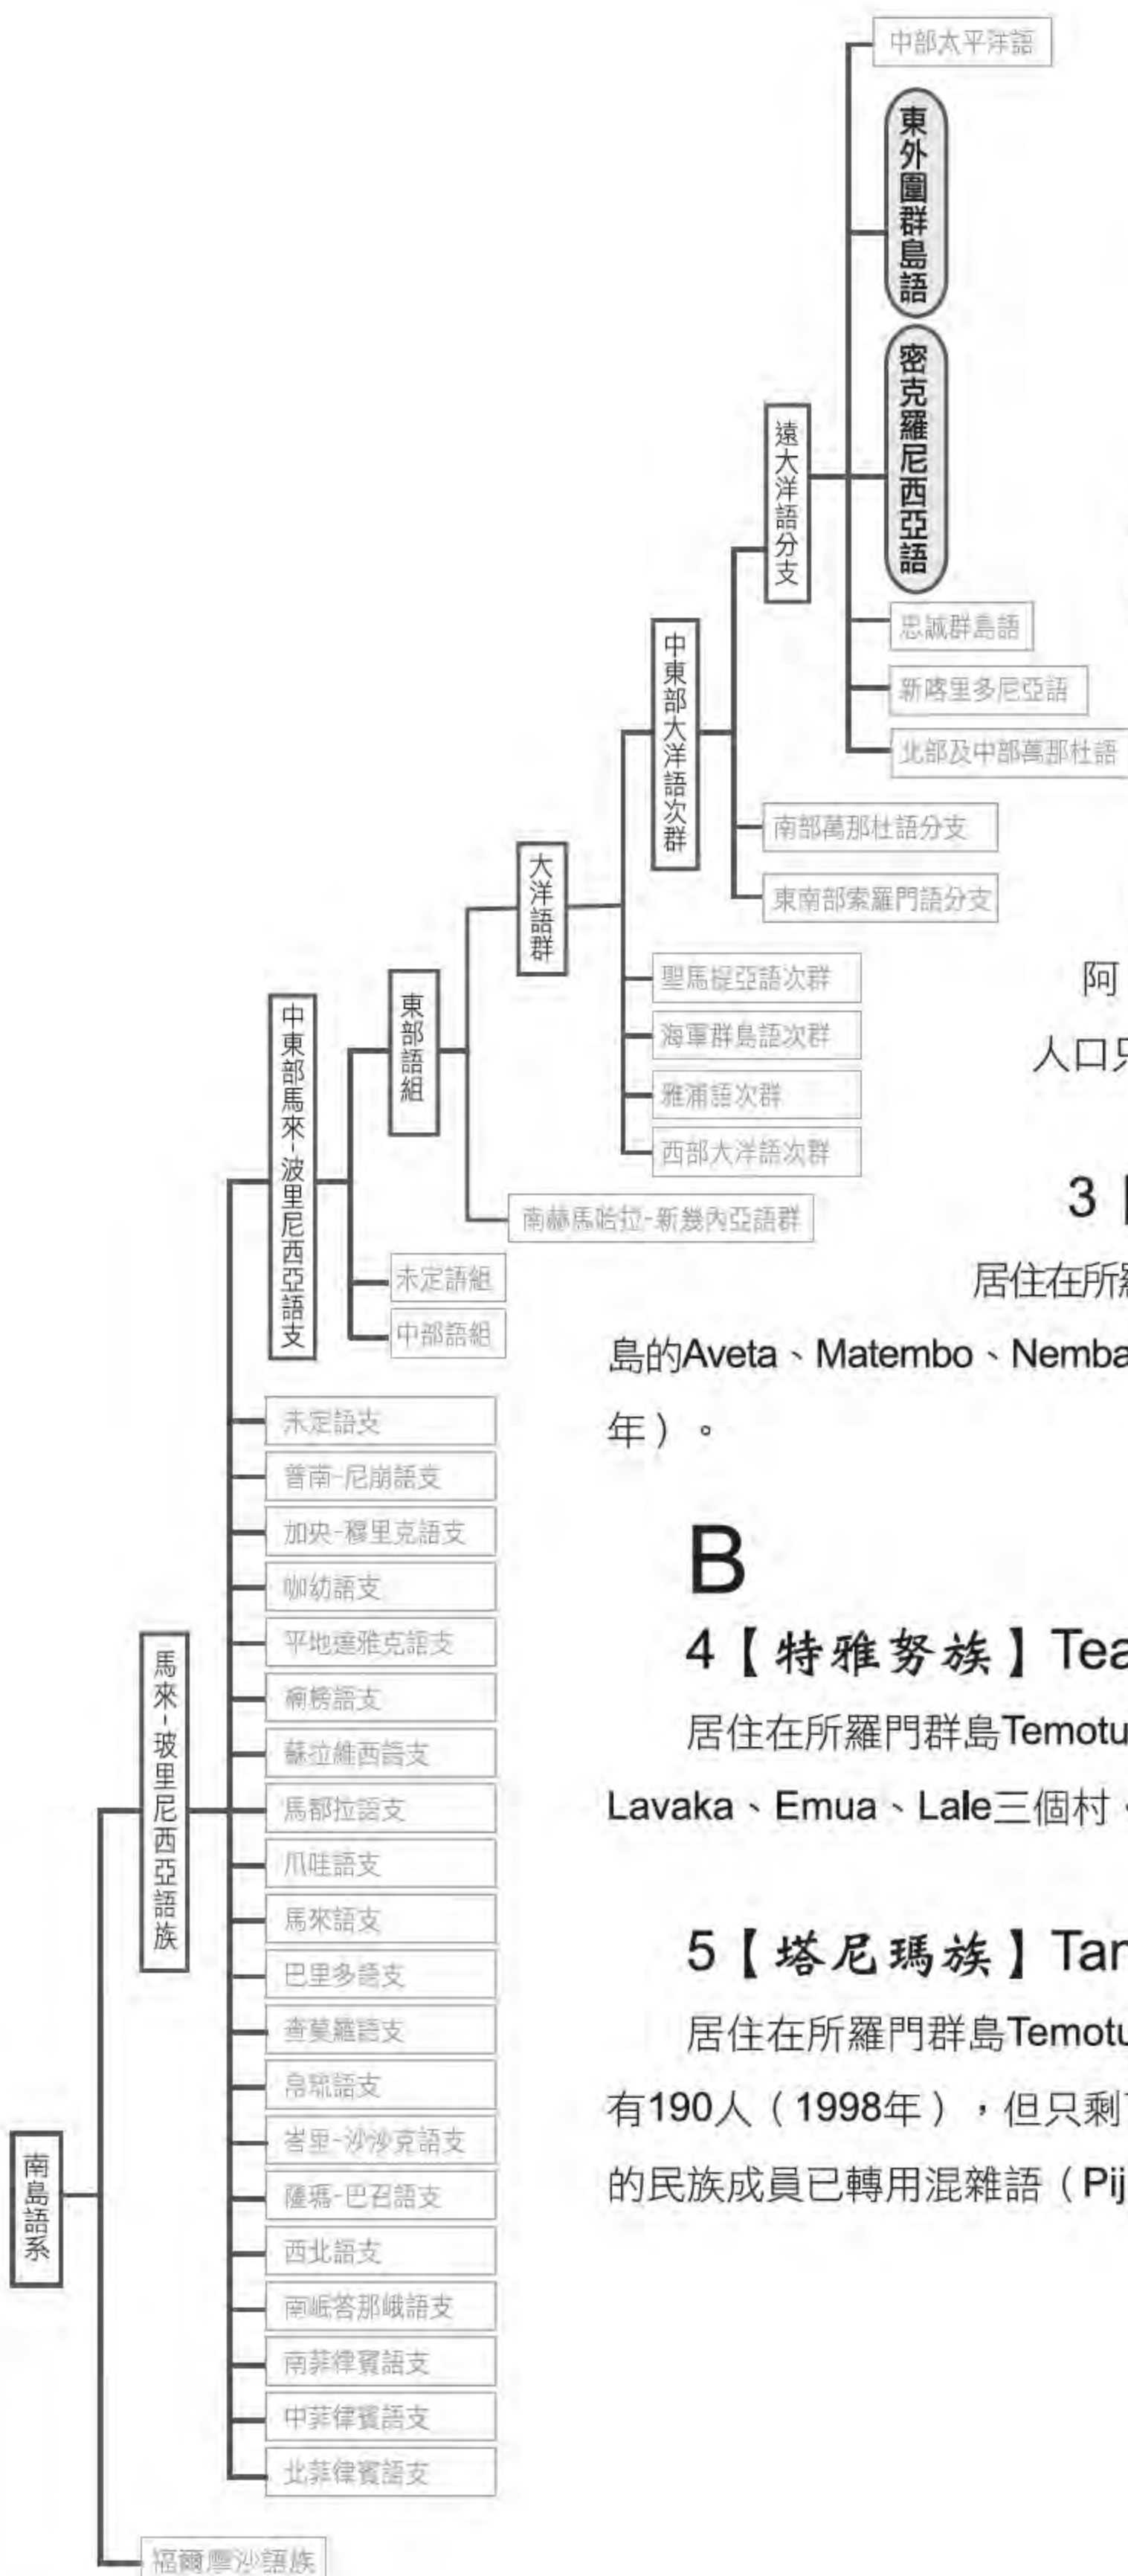 中部太平洋語
東外圍群島語
密克羅尼西亞語
遠大洋語分支
忠誠群島語
新喀里多尼亞語
北部及中部萬那杜語
中東部大洋語次群
南部萬那杜語分支
東南部索羅門語分支
大洋語群
聖馬提亞語次群
海軍群島語次群
雅浦語次群
西部大洋語次群
東部語組
南赫馬哈拉-新幾內亞語群
中東部馬來-波里尼西亞語支
未定語組
中部語組
未定語支
普南-尼崩語支
加央-穆里克語支
咖幼語支
平地達雅克語支
楠榜語支
蘇拉維西語支
馬都拉語支
爪哇語支
馬來語支
巴里多語支
查莫羅語支
帛琉語支
峇里-沙沙克語支
薩瑪-巴召語支
西北語支
南岷答那峨語支
南菲律賓語支
中菲律賓語支
北菲律賓語支
馬來-玻里尼西亞語族
南島語系
福爾摩沙語族
阿
人口只
3
居住在所羅
島的Aveta、Matembo、Nemba
年）。
B
4【特雅努族】Tea
居住在所羅門群島Temotu
Lavaka、Emua、Lale三個村，
5【塔尼瑪族】Tan
居住在所羅門群島Temotu
有190人（1998年），但只剩
的民族成員已轉用混雜語（Pij